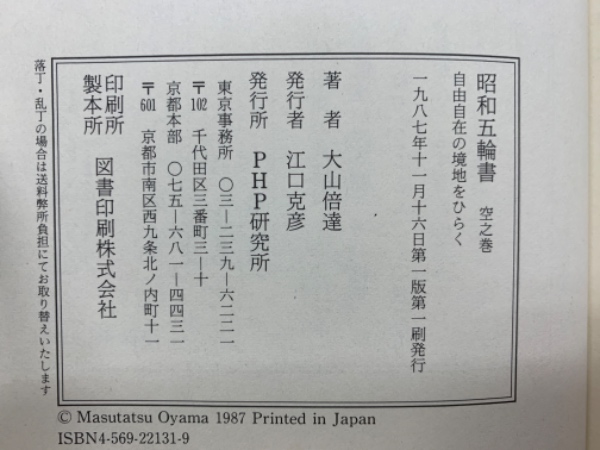 昭和五輪書 空之巻
自由自在の境地をひらく
一九八七年十一月十六日第一版第一刷発行
著 者 大山倍達
発行者 江口克彦
発行所 PHP研究所
東京事務所 〇三―二三九―六二二一
〒102 千代田区三番町三―十
京都本部 〇七五―六八一―四四三一
〒601 京都市南区西九条北ノ内町十一
印刷所
製本所 図書印刷株式会社
落丁・乱丁の場合は送料弊所負担にてお取り替えいたします
© Masutatsu Oyama 1987 Printed in Japan
ISBN4-569-22131-9